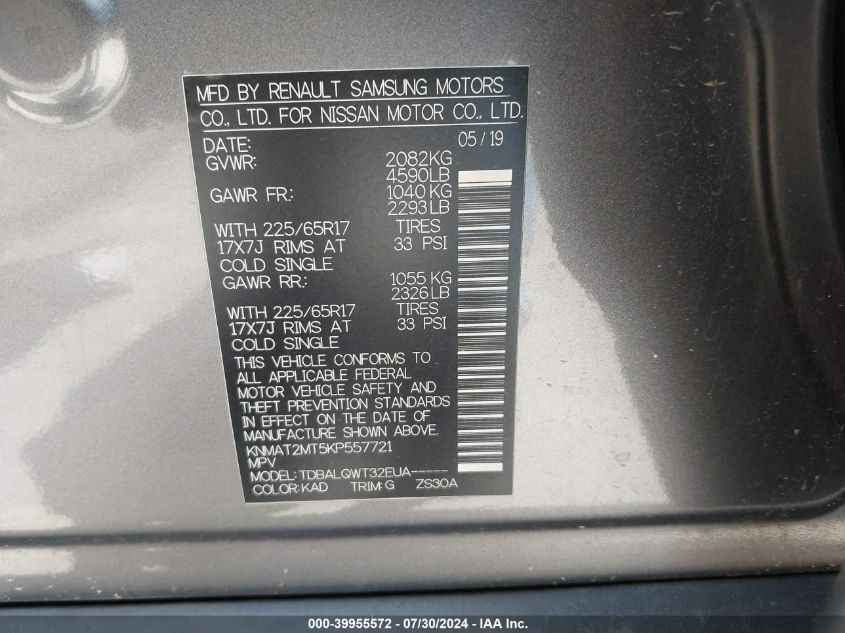 MFD BY RENAULT SAMSUNG MOTORS
CO., LTD. FOR NISSAN MOTOR CO., LTD.
DATE: 05/19
GVWR: 2082KG
4590LB
GAWR FR.: 1040 KG
2293LB
WITH 225/65R17 TIRES
17X7J RIMS AT 33 PSI
COLD SINGLE
GAWR RR.: 1055 KG
2326LB
WITH 225/65R17 TIRES
17X7J RIMS AT 33 PSI
COLD SINGLE
THIS VEHICLE CONFORMS TO
ALL APPLICABLE FEDERAL
MOTOR VEHICLE SAFETY AND
THEFT PREVENTION STANDARDS
IN EFFECT ON THE DATE OF
MANUFACTURE SHOWN ABOVE.
KNMAT2MT5KP557721
MPV
MODEL: TDBALQWT32EUA-----
COLOR: KAD TRIM: G ZS30A
000-39955572 / 07/30/2024 - IAA Inc.